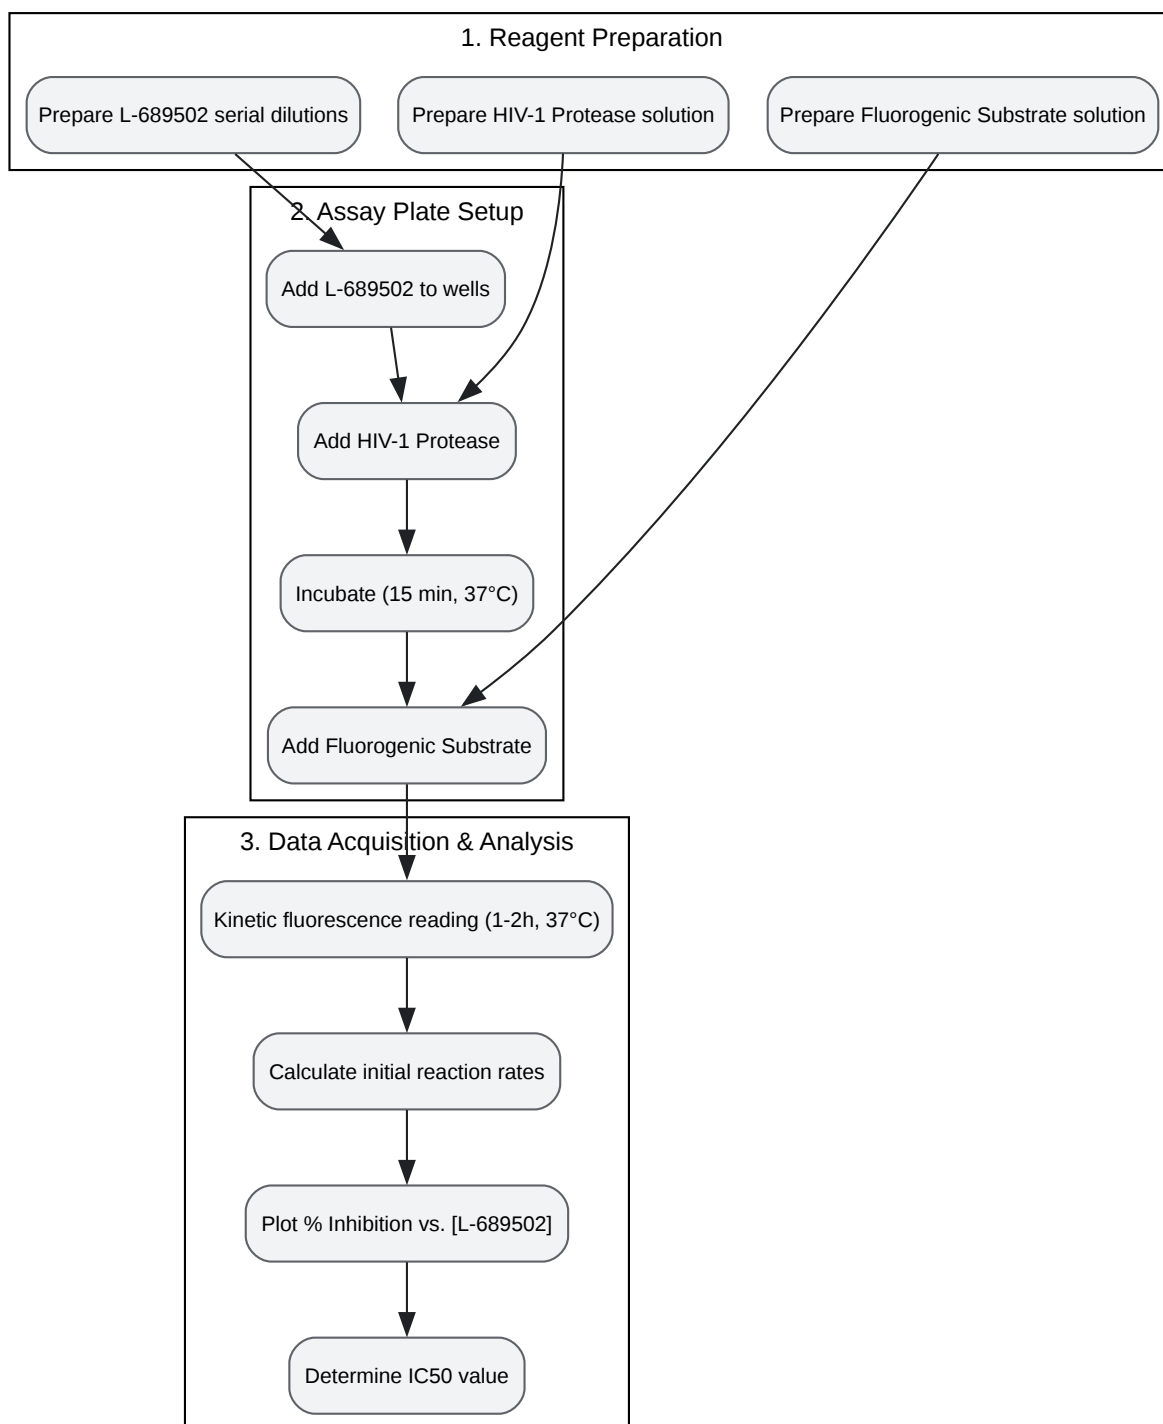 1. Reagent Preparation
Prepare L-689502 serial dilutions
Prepare HIV-1 Protease solution
Prepare Fluorogenic Substrate solution
2. Assay Plate Setup
Add L-689502 to wells
Add HIV-1 Protease
Incubate (15 min, 37°C)
Add Fluorogenic Substrate
3. Data Acquisition & Analysis
Kinetic fluorescence reading (1-2h, 37°C)
Calculate initial reaction rates
Plot % Inhibition vs. [L-689502]
Determine IC50 value